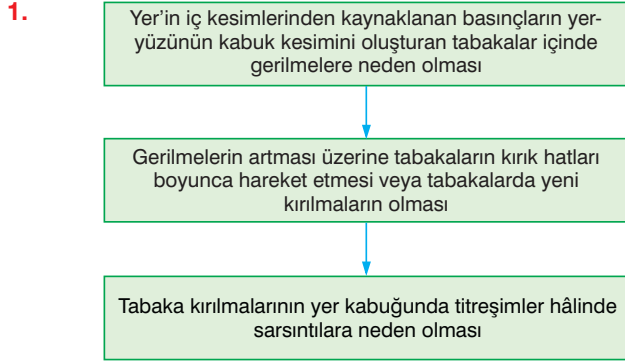 1.
Yer'in iç kesimlerinden kaynaklanan basınçların yer-
yüzünün kabuk kesimini oluşturan tabakalar içinde
gerilmelere neden olması
Gerilmelerin artması üzerine tabakaların kırık hatları
boyunca hareket etmesi veya tabakalarda yeni
kırılmaların olması
Tabaka kırılmalarının yer kabuğunda titreşimler hâlinde
sarsıntılara neden olması